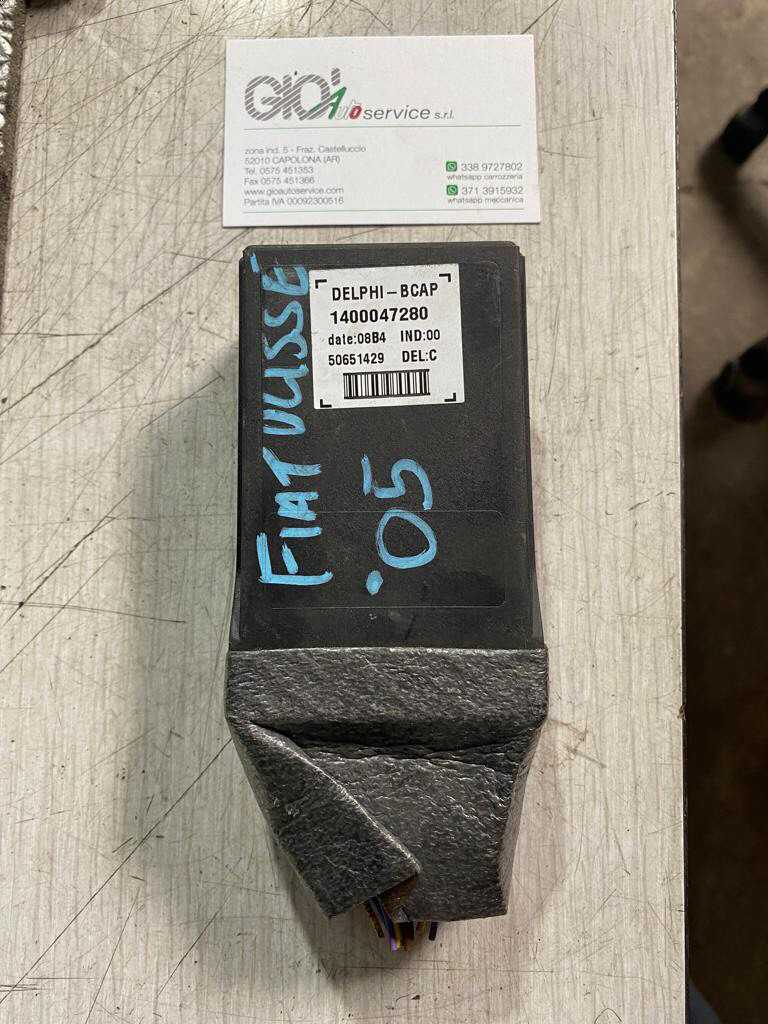 GIO' Auto service s.r.l.
zona ind. 5 - Fraz. Castelluccio
52010 CAPOLONA (AR)
Tel. 0575 451353
Fax 0575 451366
www.gioautoservice.com
Partita IVA 00092300516
338 9727802
whatsapp carrozzeria
371 3915932
whatsapp meccanica
DELPHI-BCAP
1400047280
date:08B4 IND:00
50651429 DEL:C
FIAT ULISSE
.05